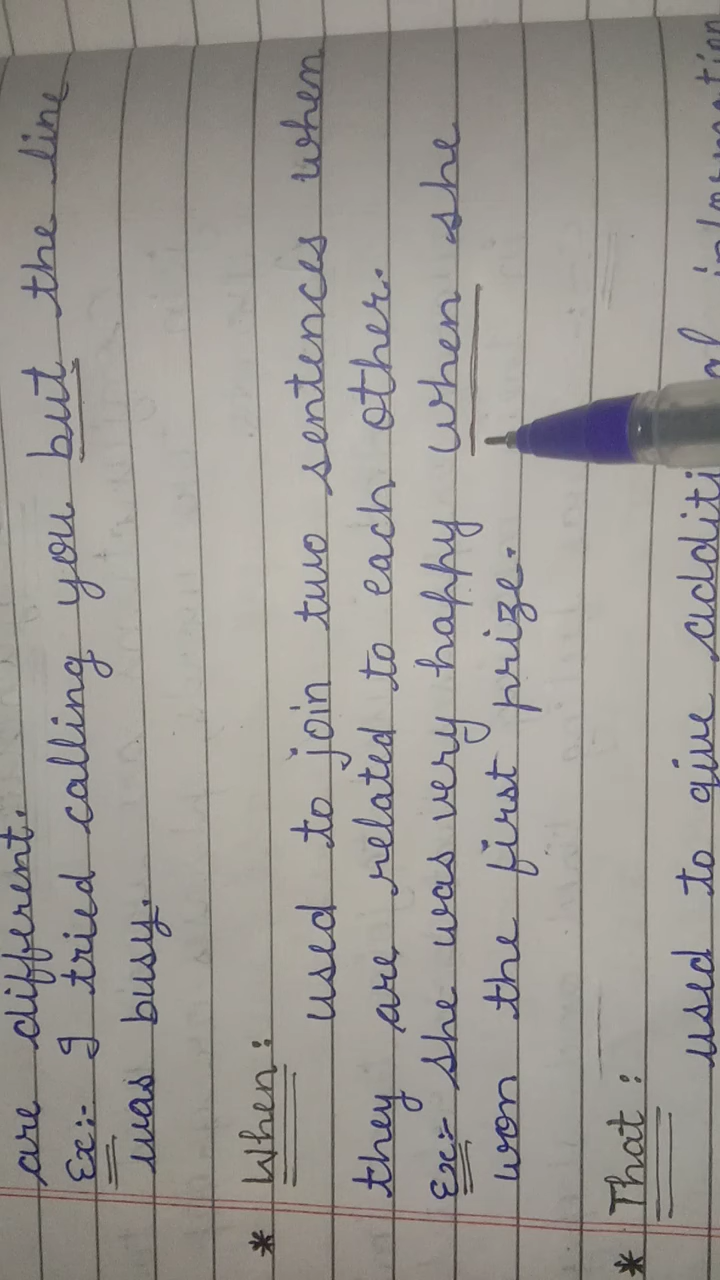 are different.
Ex:- I tried calling you but the line
was busy.
* When:
used to join two sentences when
they are related to each other.
Ex:- She was very happy when she
won the first prize.
* That:
used to give additional information